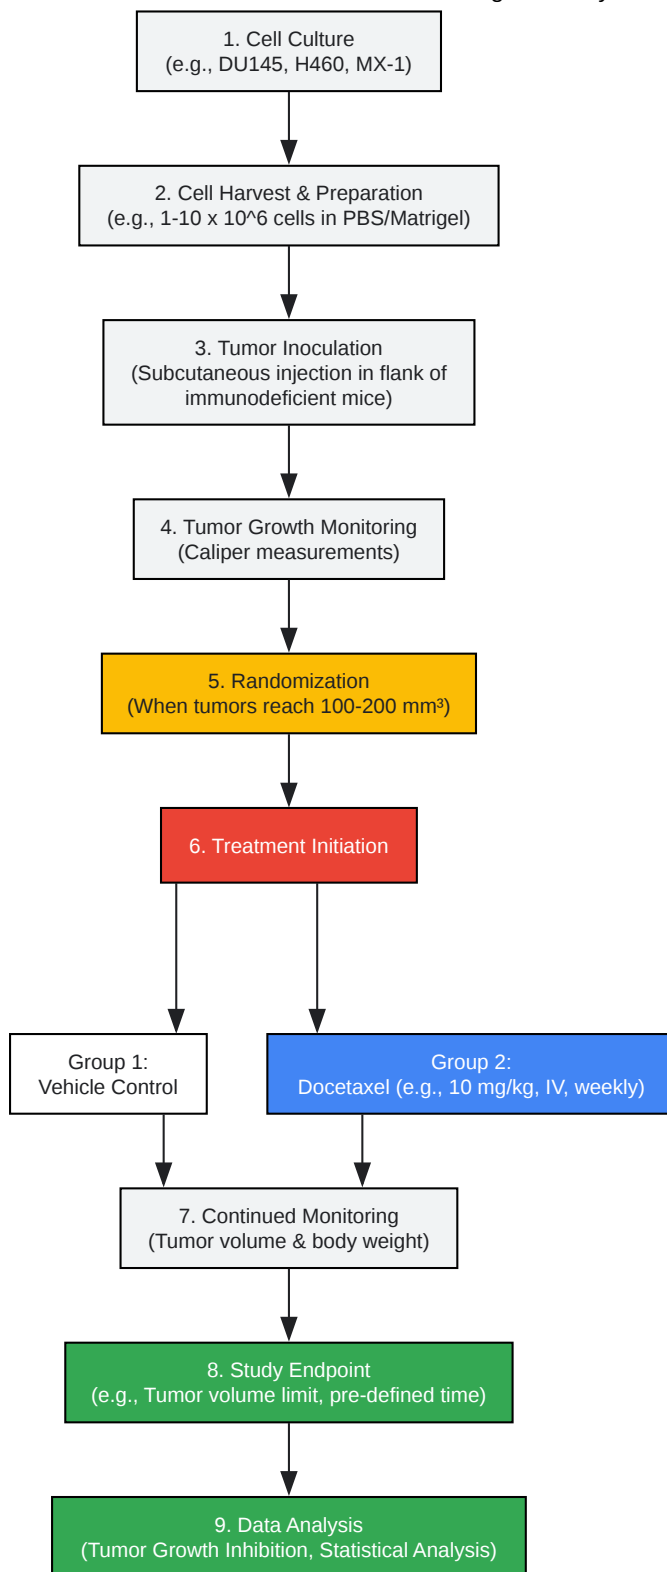 1. Cell Culture
(e.g., DU145, H460, MX-1)
2. Cell Harvest & Preparation
(e.g., 1-10 x 10^6 cells in PBS/Matrigel)
3. Tumor Inoculation
(Subcutaneous injection in flank of
immunodeficient mice)
4. Tumor Growth Monitoring
(Caliper measurements)
5. Randomization
(When tumors reach 100-200 mm³)
6. Treatment Initiation
Group 1:
Vehicle Control
Group 2:
Docetaxel (e.g., 10 mg/kg, IV, weekly)
7. Continued Monitoring
(Tumor volume & body weight)
8. Study Endpoint
(e.g., Tumor volume limit, pre-defined time)
9. Data Analysis
(Tumor Growth Inhibition, Statistical Analysis)